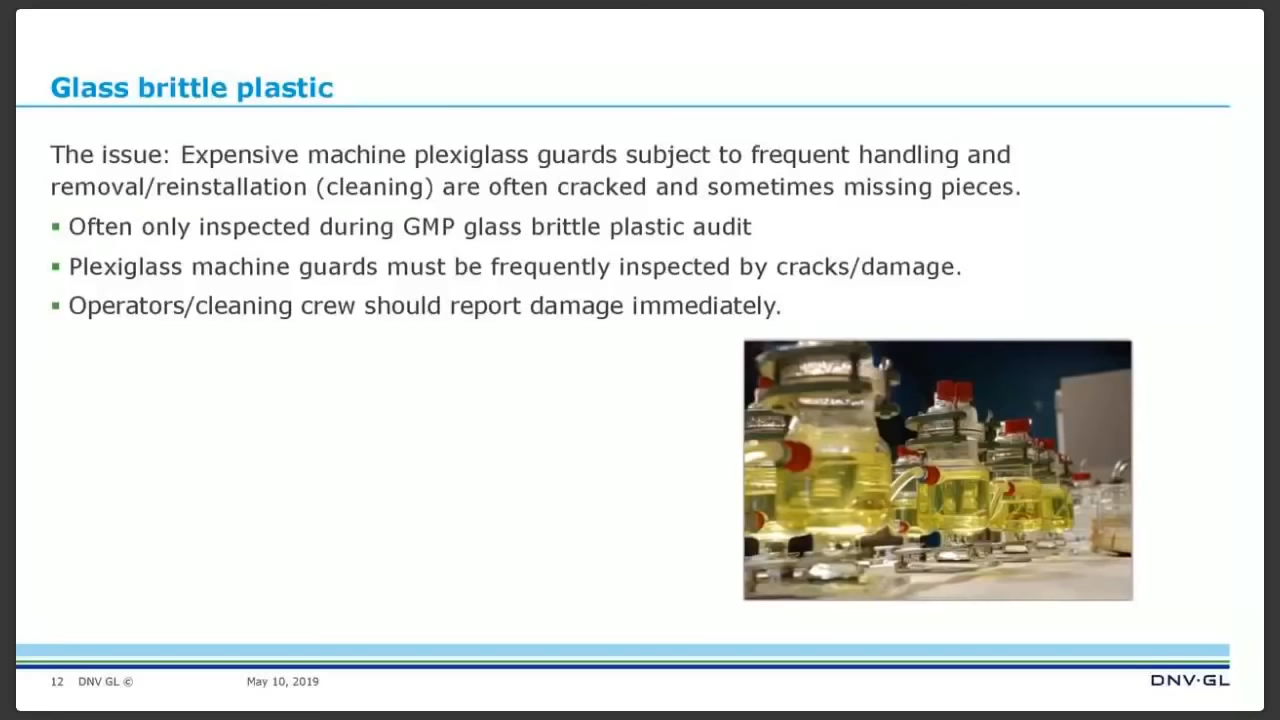 Glass brittle plastic
The issue: Expensive machine plexiglass guards subject to frequent handling and
removal/reinstallation (cleaning) are often cracked and sometimes missing pieces.
▪ Often only inspected during GMP glass brittle plastic audit
▪ Plexiglass machine guards must be frequently inspected by cracks/damage.
▪ Operators/cleaning crew should report damage immediately.
12 DNV GL © May 10, 2019 DNV·GL